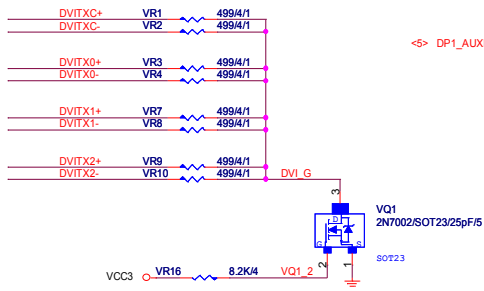 DVITXC+ VR1 499/4/1
DVITXC- VR2 499/4/1
<5> DP1_AUX
DVITX0+ VR3 499/4/1
DVITX0- VR4 499/4/1
DVITX1+ VR7 499/4/1
DVITX1- VR8 499/4/1
DVITX2+ VR9 499/4/1
DVITX2- VR10 499/4/1 DVI_G
3
VQ1
2N7002/SOT23/25pF/5
D
G S
SOT23
2 1
VCC3 VR16 8.2K/4 VQ1_2